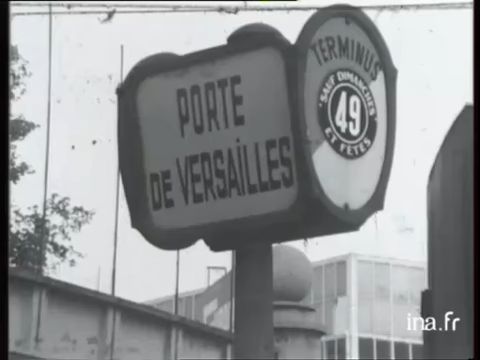 PORTE
DE VERSAILLES
TERMINUS
SAUF DIMANCHES
49
ET FÊTES
ina.fr